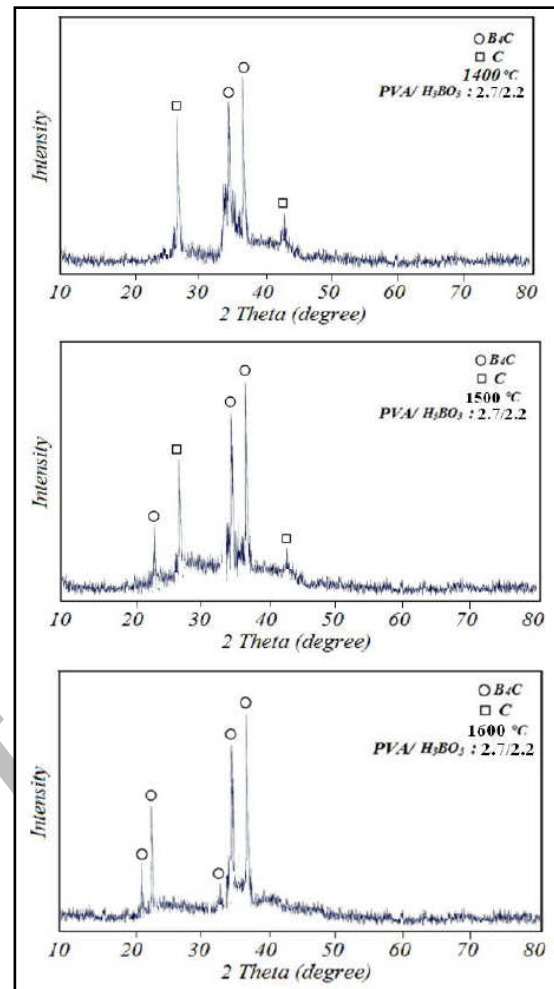 ○ B₄C
□ C
1400 °C
PVA/ H₃BO₃ : 2.7/2.2
Intensity
10 20 30 40 50 60 70 80
2 Theta (degree)
○ B₄C
□ C
1500 °C
PVA/ H₃BO₃ : 2.7/2.2
Intensity
10 20 30 40 50 60 70 80
2 Theta (degree)
○ B₄C
□ C
1600 °C
PVA/ H₃BO₃ : 2.7/2.2
Intensity
10 20 30 40 50 60 70 80
2 Theta (degree)